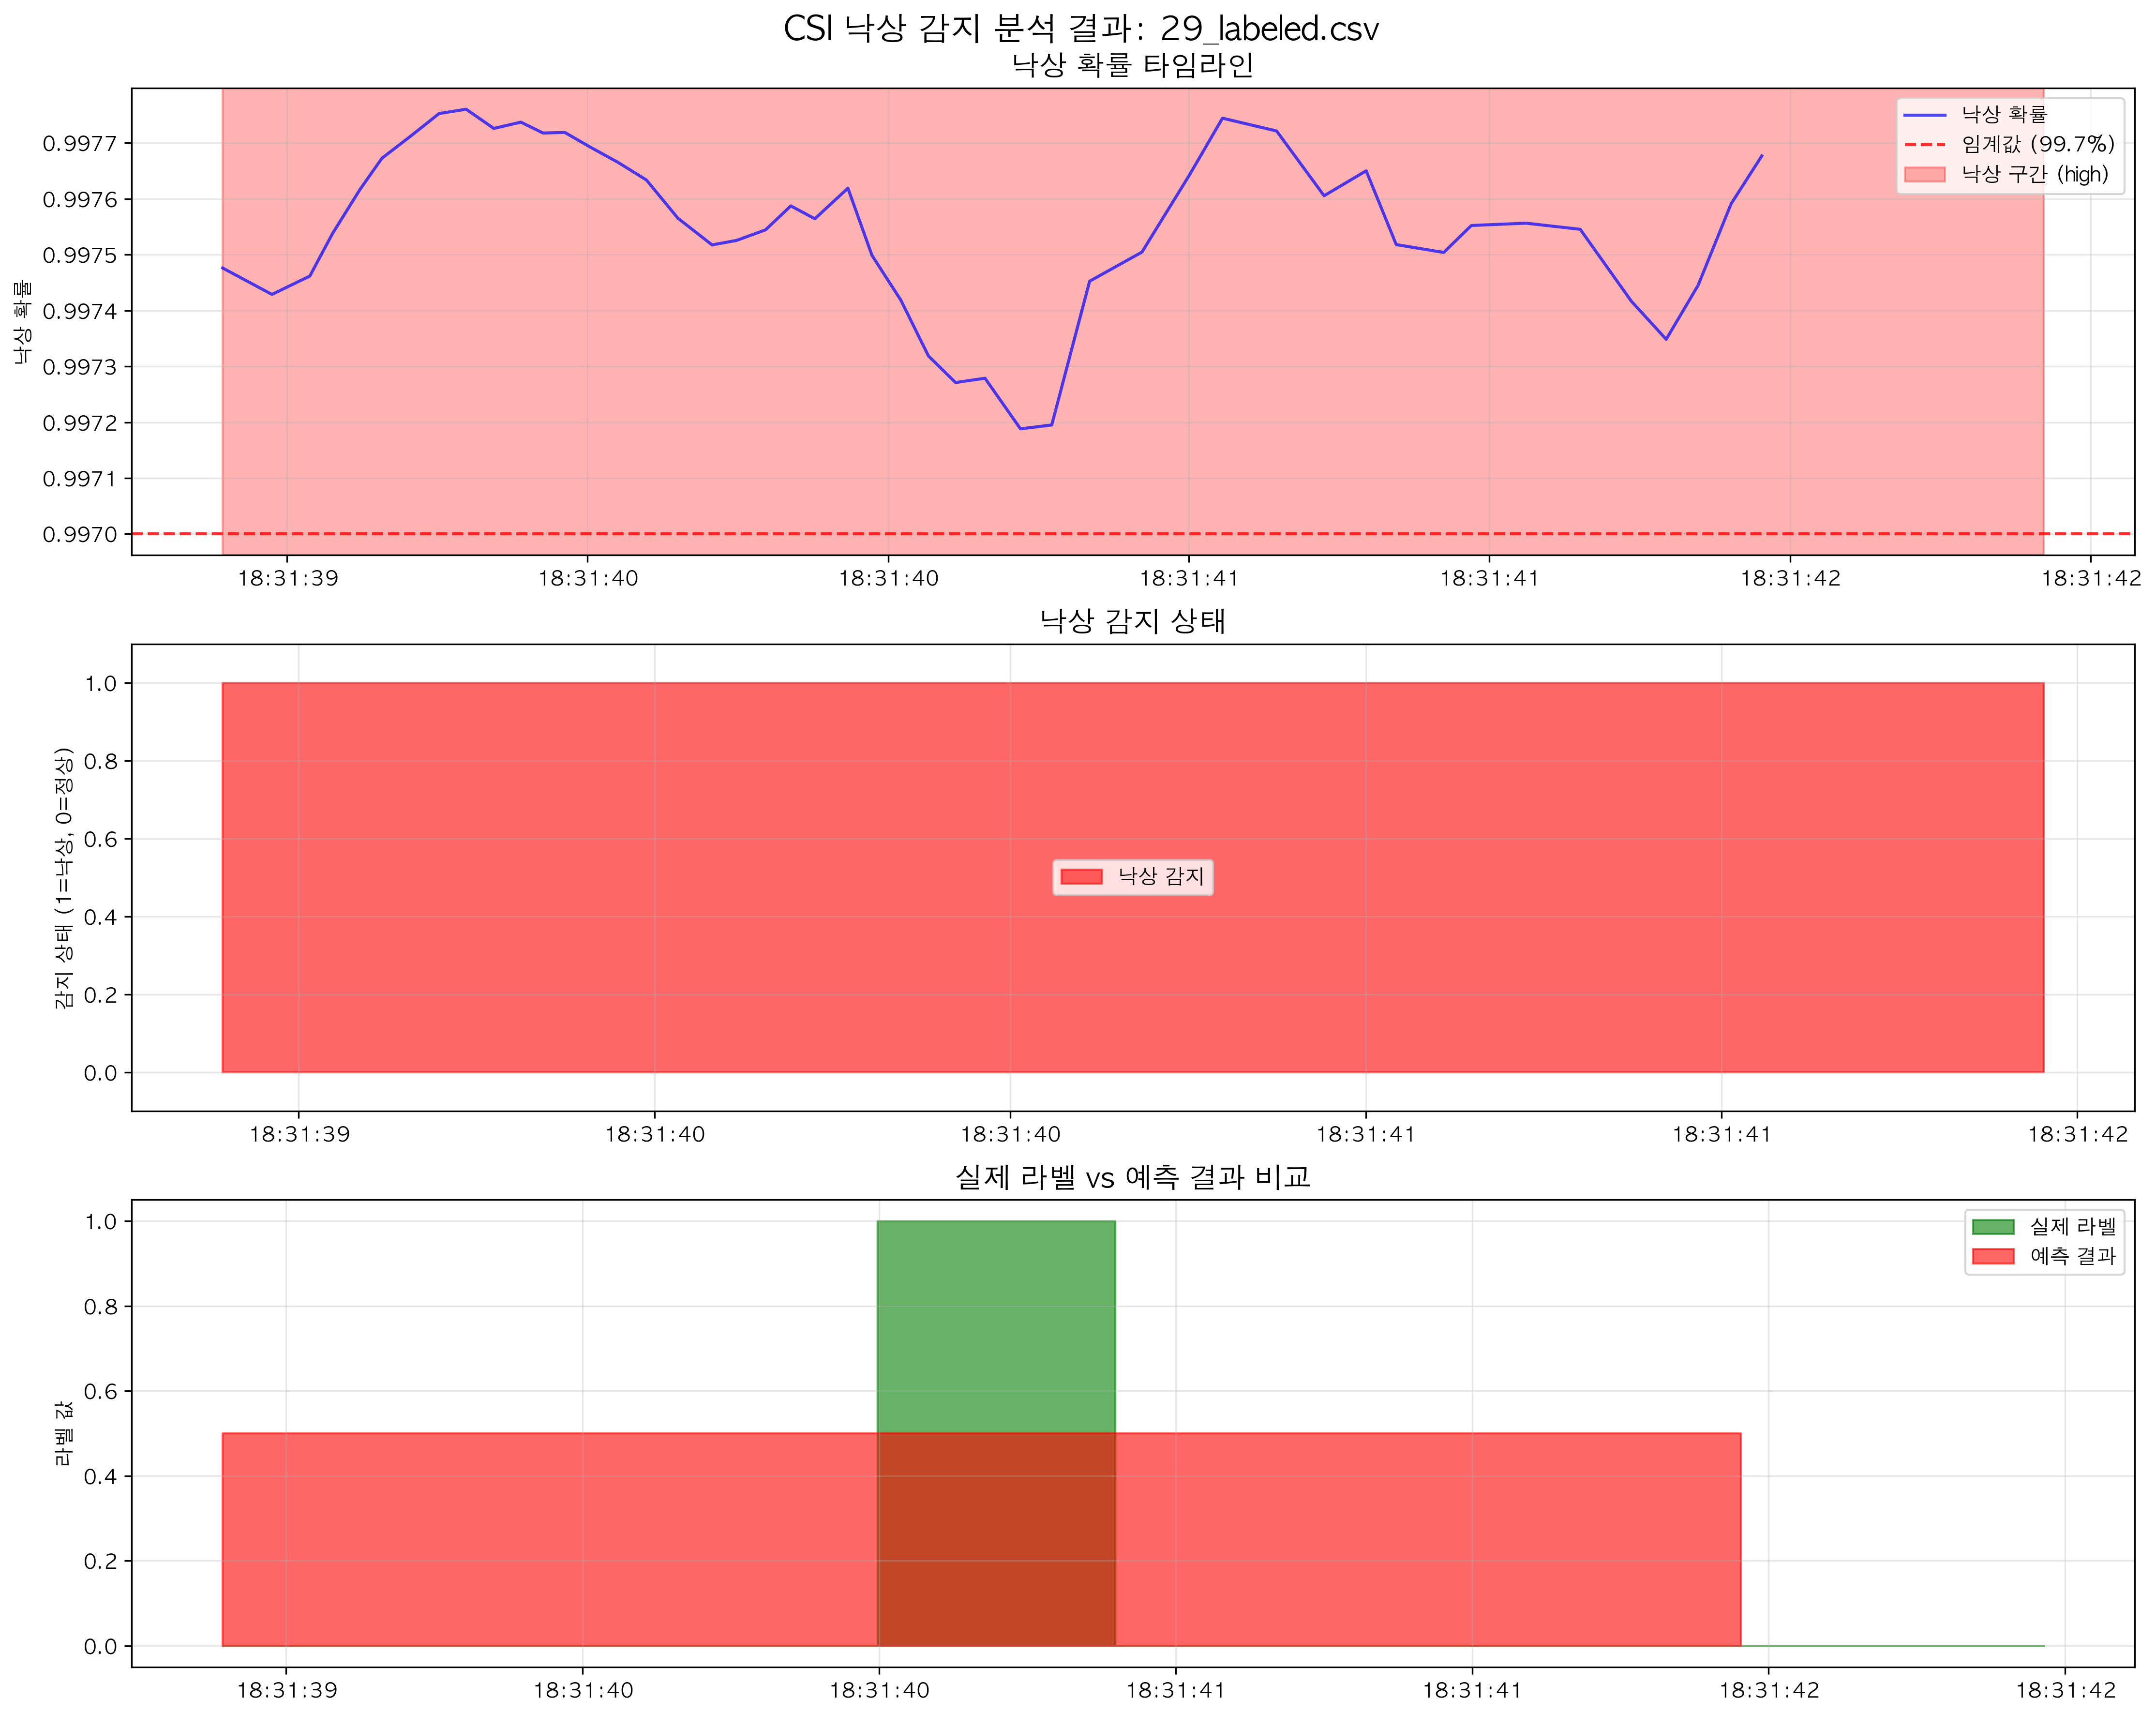 CSI 낙상 감지 분석 결과: 29_labeled.csv
낙상 확률 타임라인
낙상 확률
0.9977
0.9976
0.9975
0.9974
0.9973
0.9972
0.9971
0.9970
낙상 확률
임계값 (99.7%)
낙상 구간 (high)
18:31:39 18:31:40 18:31:40 18:31:41 18:31:41 18:31:42 18:31:42
낙상 감지 상태
감지 상태 (1=낙상, 0=정상)
1.0
0.8
0.6
0.4
0.2
0.0
낙상 감지
18:31:39 18:31:40 18:31:40 18:31:41 18:31:41 18:31:42
실제 라벨 vs 예측 결과 비교
라벨 값
1.0
0.8
0.6
0.4
0.2
0.0
실제 라벨
예측 결과
18:31:39 18:31:40 18:31:40 18:31:41 18:31:41 18:31:42 18:31:42